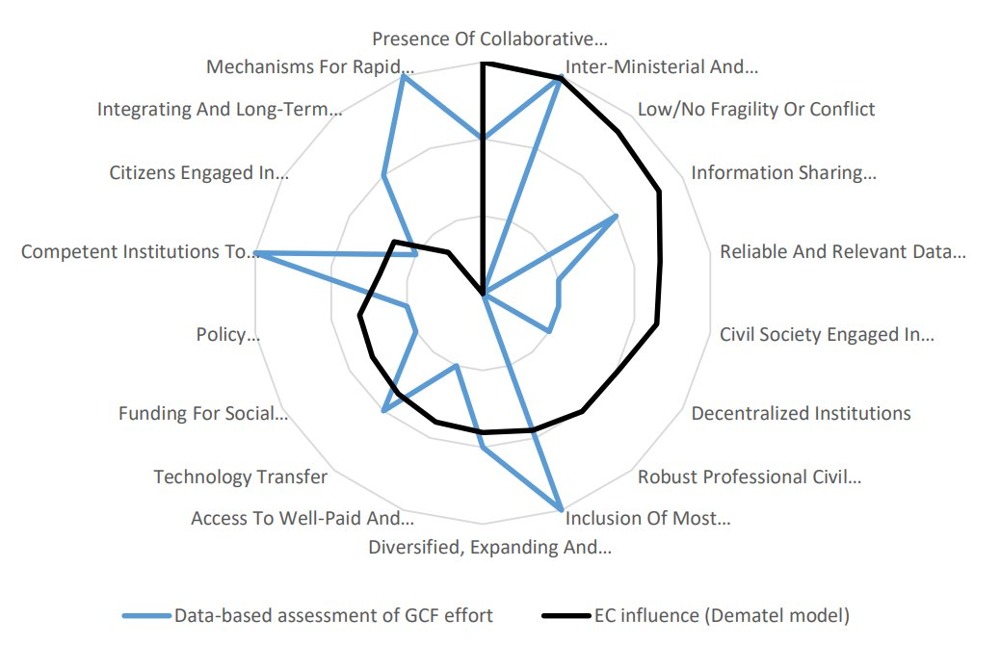 Presence Of Collaborative...
Mechanisms For Rapid...
Inter-Ministerial And...
Integrating And Long-Term...
Low/No Fragility Or Conflict
Citizens Engaged In...
Information Sharing...
Competent Institutions To...
Reliable And Relevant Data...
Policy...
Civil Society Engaged In...
Funding For Social...
Decentralized Institutions
Technology Transfer
Robust Professional Civil...
Access To Well-Paid And...
Inclusion Of Most...
Diversified, Expanding And...
Data-based assessment of GCF effort
EC influence (Dematel model)